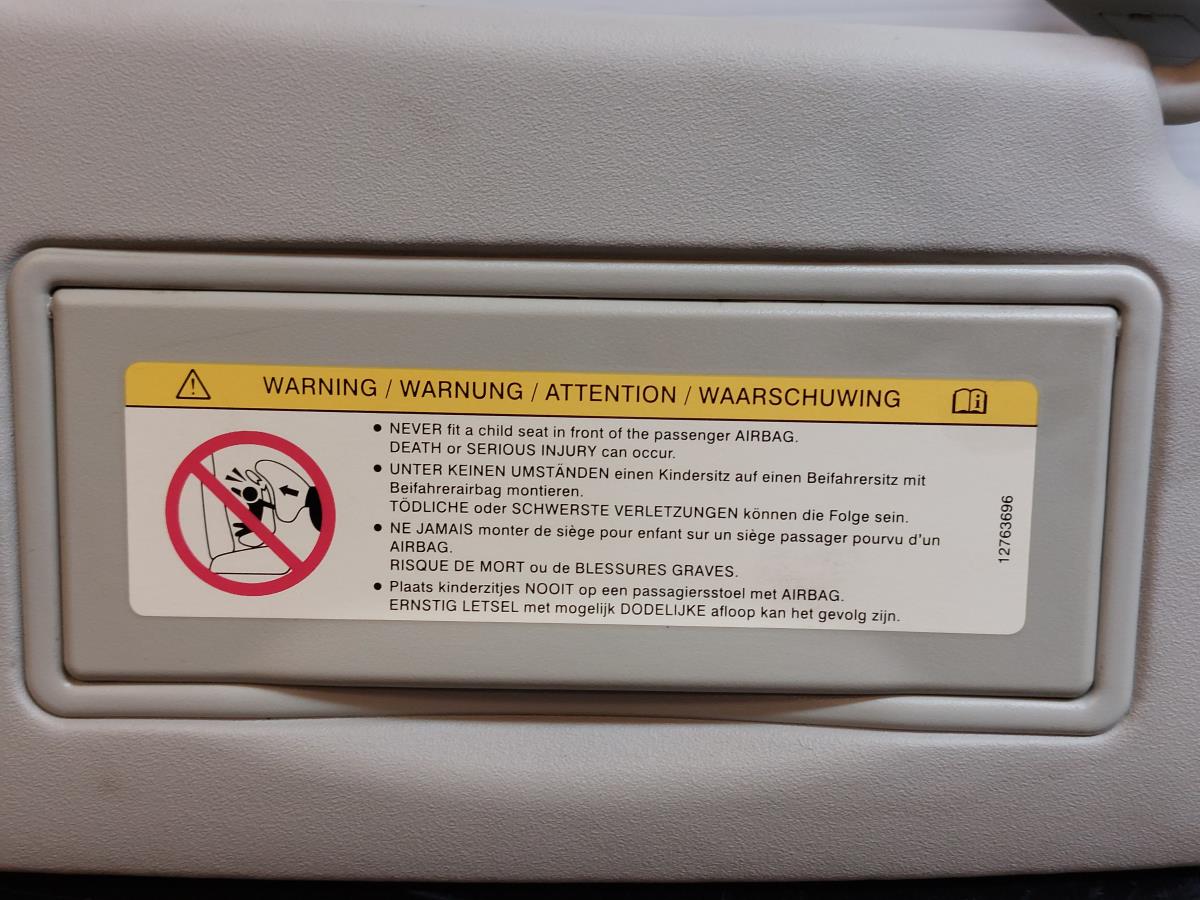 WARNING / WARNUNG / ATTENTION / WAARSCHUWING
• NEVER fit a child seat in front of the passenger AIRBAG.
DEATH or SERIOUS INJURY can occur.
• UNTER KEINEN UMSTÄNDEN einen Kindersitz auf einen Beifahrersitz mit
Beifahrerairbag montieren.
TÖDLICHE oder SCHWERSTE VERLETZUNGEN können die Folge sein.
• NE JAMAIS monter de siège pour enfant sur un siège passager pourvu d'un
AIRBAG.
RISQUE DE MORT ou de BLESSURES GRAVES.
• Plaats kinderzitjes NOOIT op een passagiersstoel met AIRBAG.
ERNSTIG LETSEL met mogelijk DODELIJKE afloop kan het gevolg zijn.
12763696